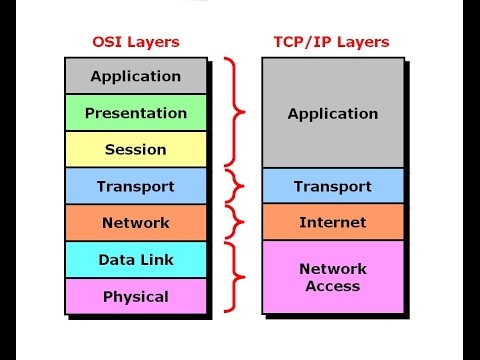 OSI Layers
Application
Presentation
Session
Transport
Network
Data Link
Physical
TCP/IP Layers
Application
Transport
Internet
Network
Access